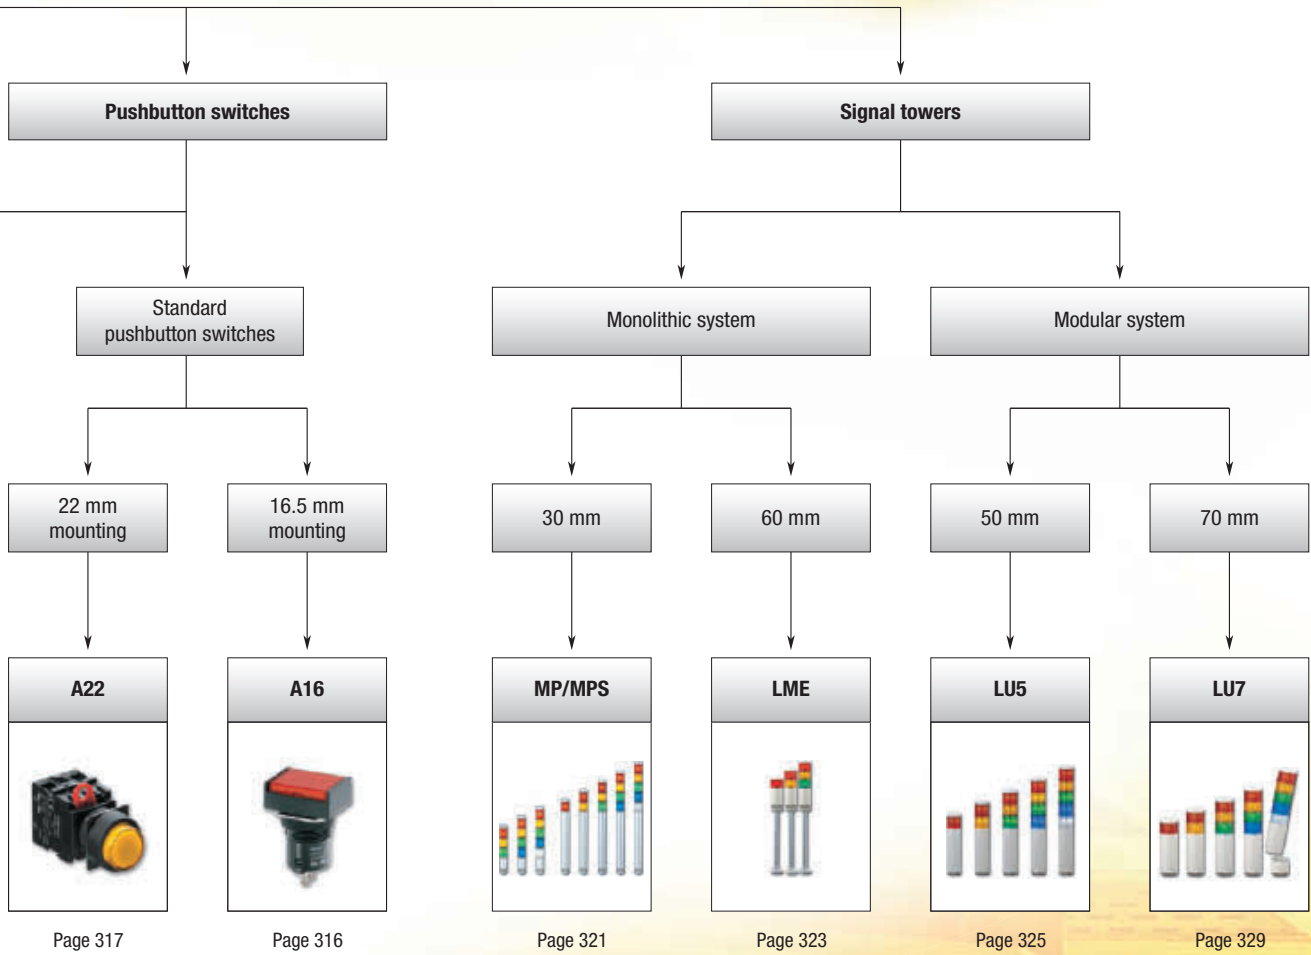 Pushbutton switches
Signal towers
Standard
pushbutton switches
Monolithic system
Modular system
22 mm
mounting
16.5 mm
mounting
30 mm
60 mm
50 mm
70 mm
A22
A16
MP/MPS
LME
LU5
LU7
Page 317
Page 316
Page 321
Page 323
Page 325
Page 329